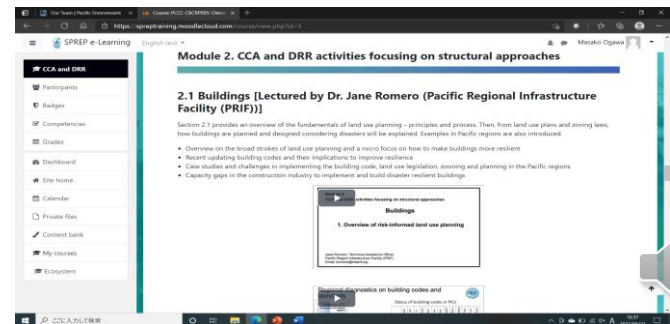 Our Team | Pacific Environment
Course: PCCC-CBCRP905: Clima
https://spreptraining.moodlecloud.com/course/view.php?id=5
SPREP e-Learning
English (en)
Masako Ogawa
CCA and DRR
Participants
Badges
Competencies
Grades
Dashboard
Site home
Calendar
Private files
Content bank
My courses
Ecosystem
Module 2. CCA and DRR activities focusing on structural approaches
2.1 Buildings [Lectured by Dr. Jane Romero (Pacific Regional Infrastructure
Facility (PRIF))]
Section 2.1 provides an overview of the fundamentals of land use planning – principles and process. Then, from land use plans and zoning laws,
how buildings are planned and designed considering disasters will be explained. Examples in Pacific regions are also introduced.
Overview on the broad strokes of land use planning and a micro focus on how to make buildings more resilient
Recent updating building codes and their implications to improve resilience
Case studies and challenges in implementing the building code, land use legislation, zooning and planning in the Pacific regions
Capacity gaps in the construction industry to implement and build disaster resilient buildings
activities focusing on structural approaches
Buildings
1. Overview of risk-informed land use planning
Regional diagnostics on building codes and
Status of building codes in PICs
ここに入力して検索
A
16:37